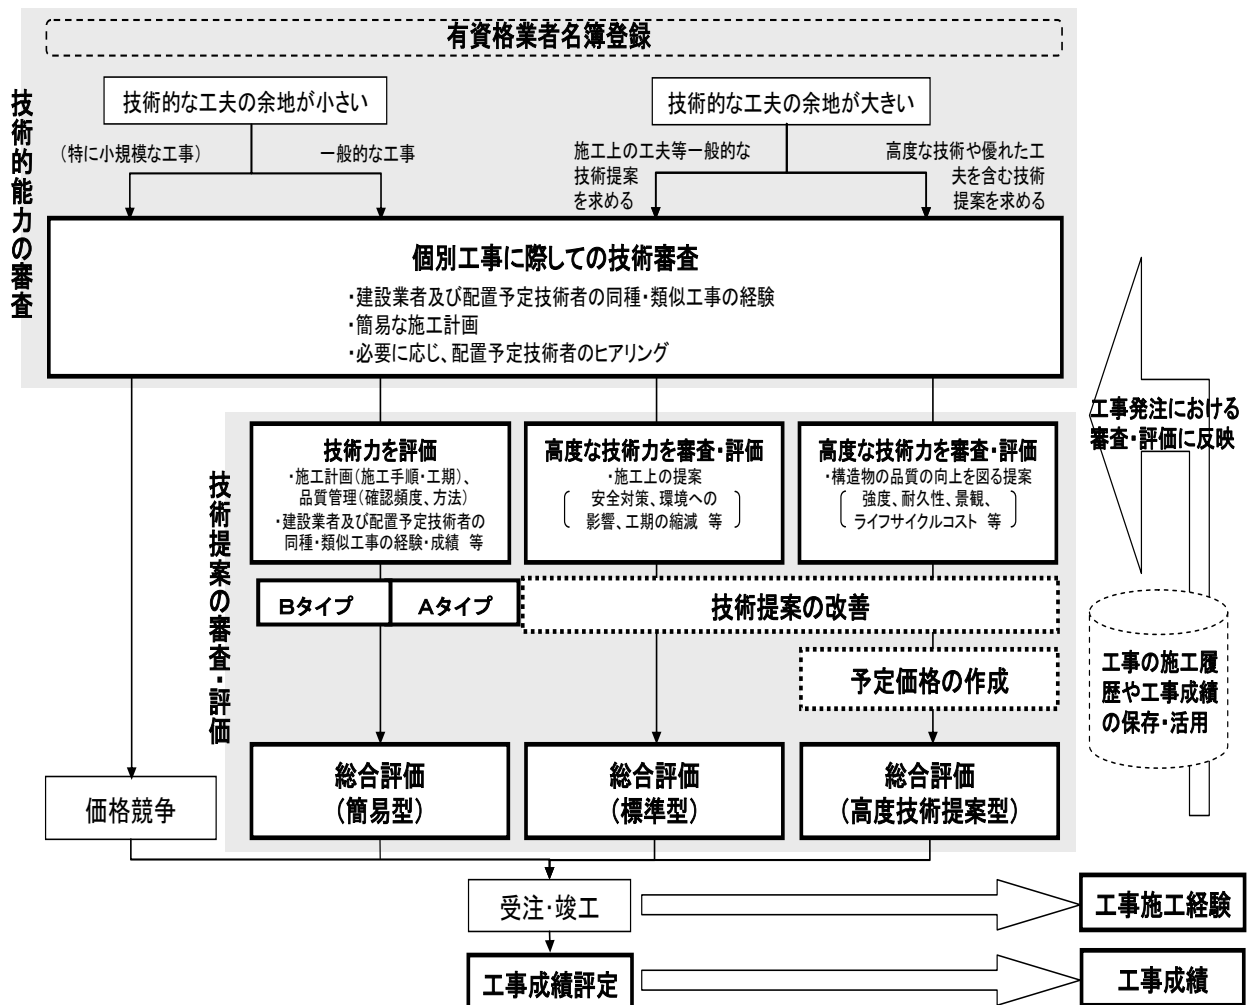 有資格業者名簿登録
技術的能力の審査
技術的な工夫の余地が小さい
技術的な工夫の余地が大きい
(特に小規模な工事)
一般的な工事
施工上の工夫等一般的な
技術提案
を求める
高度な技術や優れた工
夫を含む技術
提案を求める
個別工事に際しての技術審査
・建設業者及び配置予定技術者の同種・類似工事の経験
・簡易な施工計画
・必要に応じ、配置予定技術者のヒアリング
工事発注における
審査・評価に反映
技術提案の審査・評価
技術力を評価
・施工計画(施工手順・工期)、
品質管理(確認頻度、方法)
・建設業者及び配置予定技術者の
同種・類似工事の経験・成績 等
高度な技術力を審査・評価
・施工上の提案
安全対策、環境への
影響、工期の縮減 等
高度な技術力を審査・評価
・構造物の品質の向上を図る提案
強度、耐久性、景観、
ライフサイクルコスト 等
Bタイプ
Aタイプ
技術提案の改善
予定価格の作成
工事の施工履
歴や工事成績
の保存・活用
価格競争
総合評価
(簡易型)
総合評価
(標準型)
総合評価
(高度技術提案型)
受注・竣工
工事施工経験
工事成績評定
工事成績